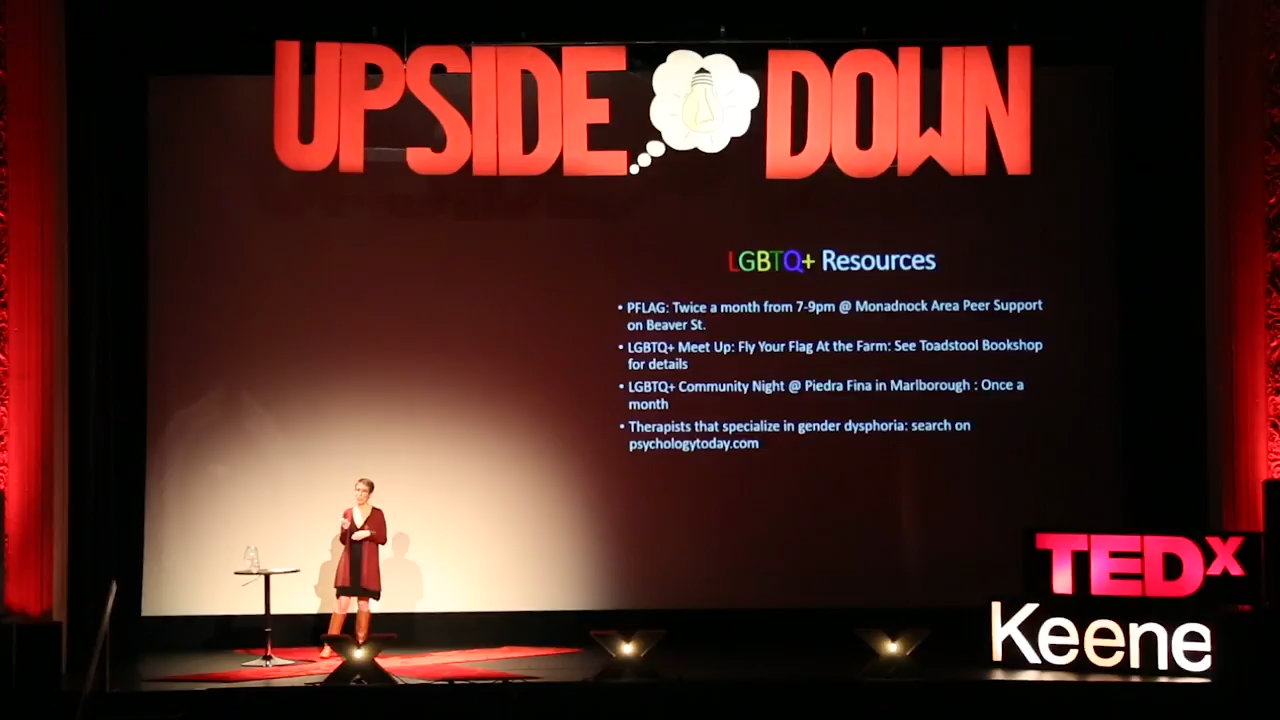 UPSIDE DOWN
LGBTQ+ Resources
• PFLAG: Twice a month from 7-9pm @ Monadnock Area Peer Support
on Beaver St.
• LGBTQ+ Meet Up: Fly Your Flag At the Farm: See Toadstool Bookshop
for details
• LGBTQ+ Community Night @ Piedra Fina in Marlborough : Once a
month
• Therapists that specialize in gender dysphoria: search on
psychologytoday.com
TEDx
Keene